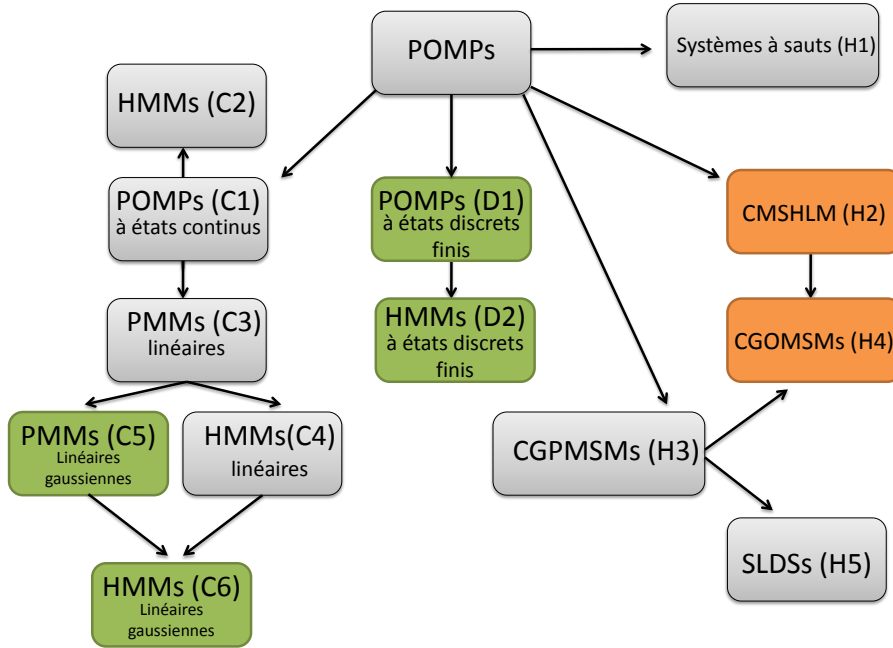 POMPs
Systèmes à sauts (H1)
HMMs (C2)
POMPs (C1)
à états continus
POMPs (D1)
à états discrets
finis
CMSHLM (H2)
PMMs (C3)
linéaires
HMMs (D2)
à états discrets
finis
CGOMSMs (H4)
PMMs (C5)
Linéaires
gaussiennes
HMMs(C4)
linéaires
CGPMSMs (H3)
SLDSs (H5)
HMMs (C6)
Linéaires
gaussiennes